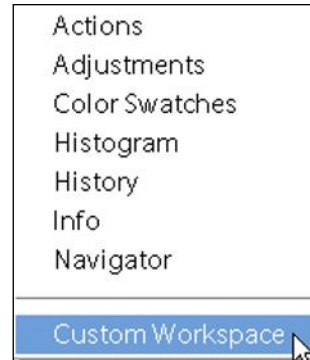 Actions
Adjustments
Color Swatches
Histogram
History
Info
Navigator
Custom Workspace